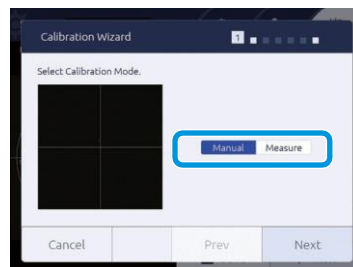 Calibration Wizard 1
Select Calibration Mode.
Manual Measure
Cancel Prev Next